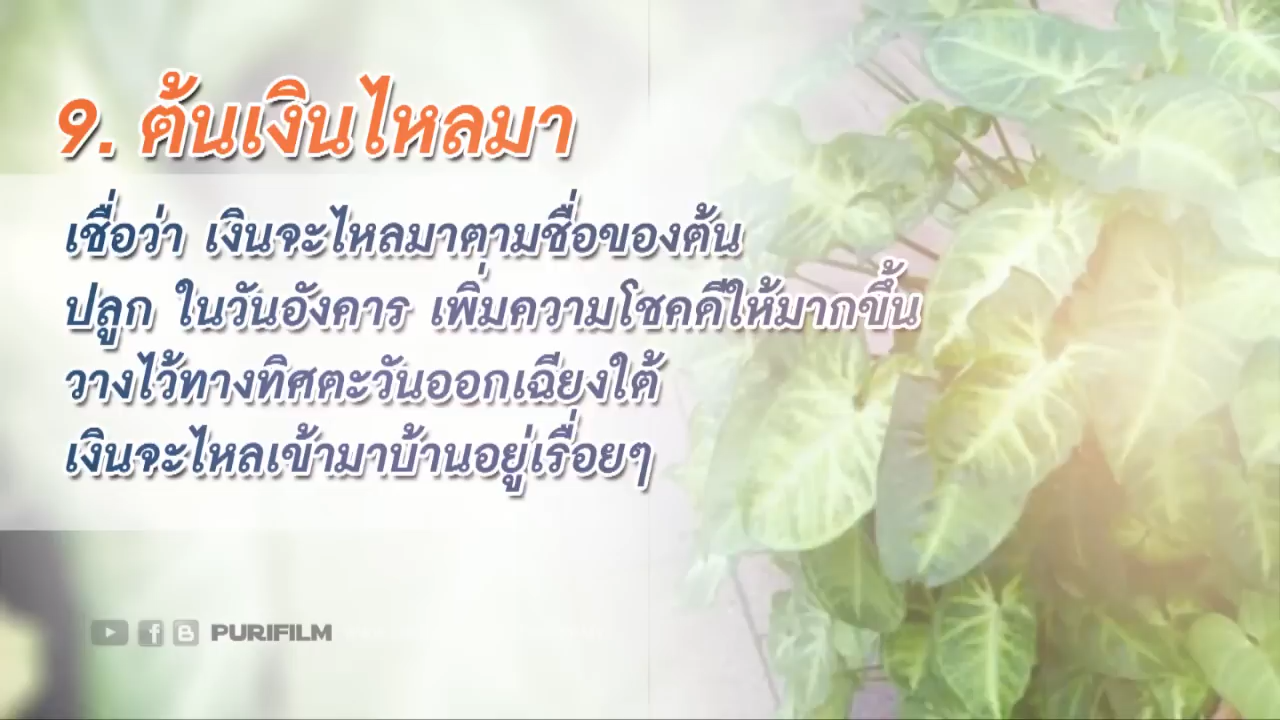 9. ต้นเงินไหลมา
เชื่อว่า เงินจะไหลมาตามชื่อของต้น
ปลูก ในวันอังคาร เพิ่มความโชคดีให้มากขึ้น
วางไว้ทางทิศตะวันออกเฉียงใต้
เงินจะไหลเข้ามาบ้านอยู่เรื่อยๆ
PURIFILM